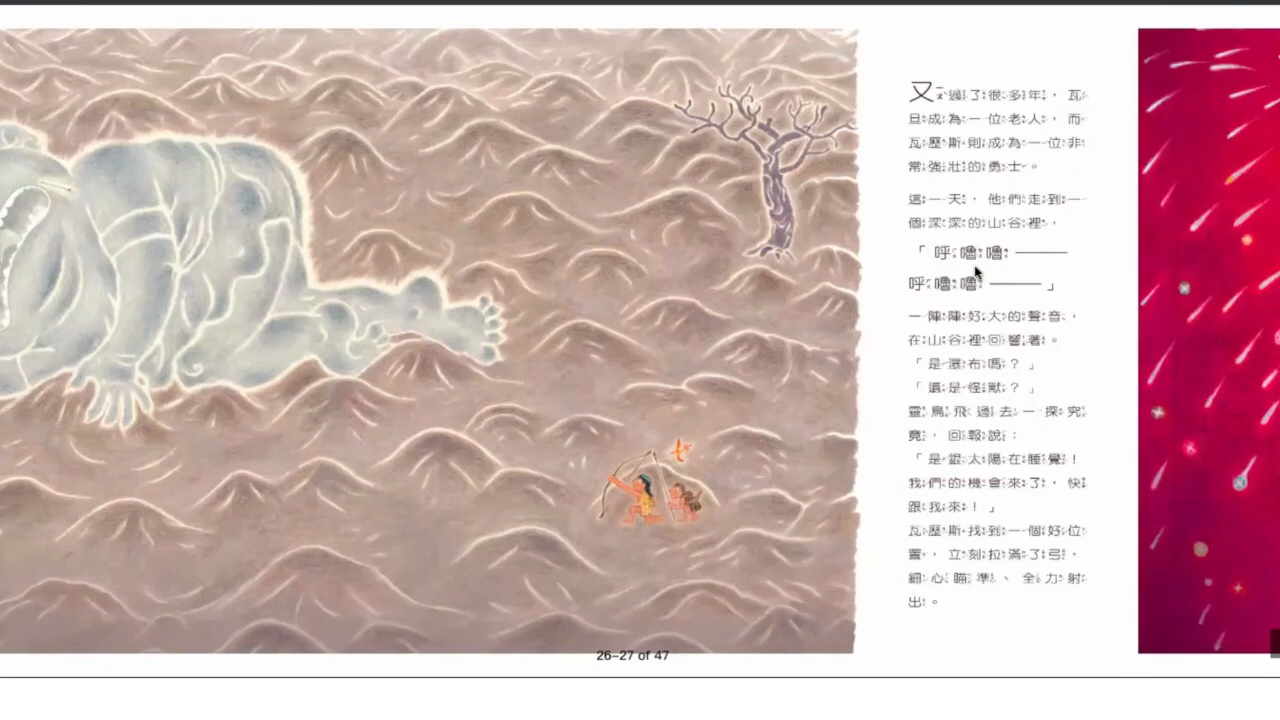 又過了很多年，瓦
旦成為一位老人，而
瓦歷斯則成為一位非
常強壯的勇士。
這一天，他們走到一
個深深的山谷裡，
「呼嚕嚕——
呼嚕嚕——」
一陣陣好大的聲音，
在山谷裡回響著。
「是瀑布嗎？」
「還是怪獸？」
靈鳥飛過去一探究
竟，回報說：
「是銀太陽在睡覺！
我們的機會來了，快
跟我來！」
瓦歷斯找到一個好位
置，立刻拉滿了弓，
細心瞄準、全力射
出。
26–27 of 47